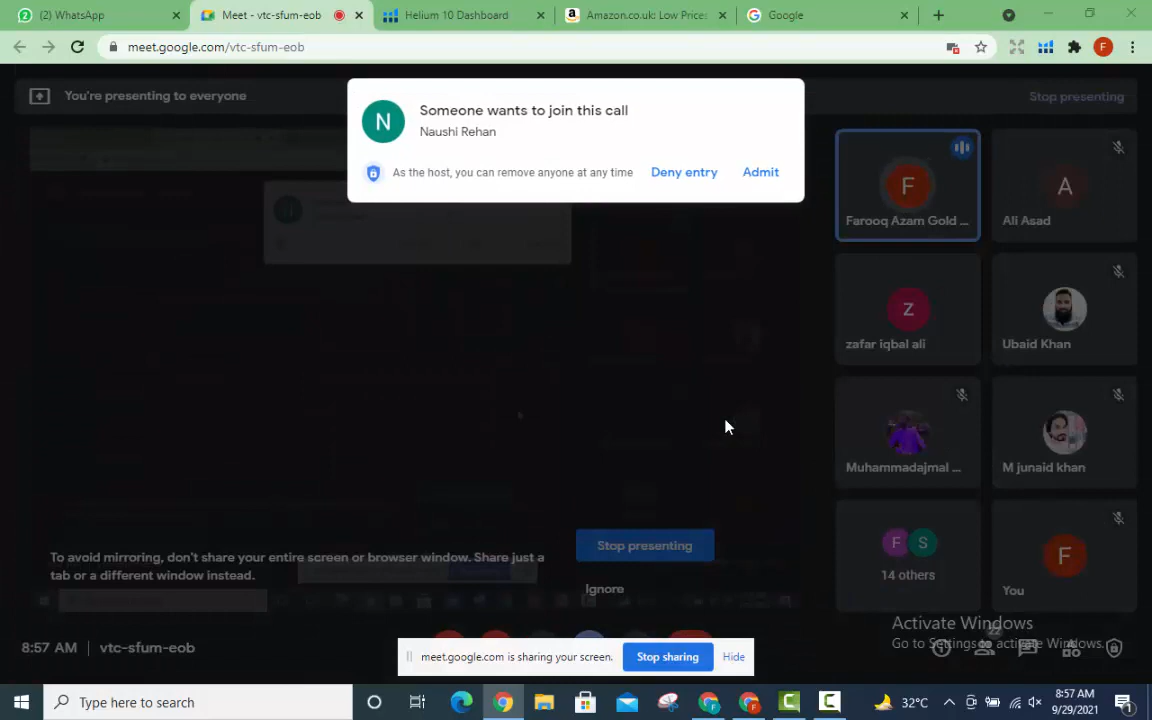 (2) WhatsApp
Meet - vtc-sfum-eob
Helium 10 Dashboard
Amazon.co.uk: Low Price
Google
meet.google.com/vtc-sfum-eob
F
You're presenting to everyone
Stop presenting
Someone wants to join this call
N
Naushi Rehan
As the host, you can remove anyone at any time
Deny entry
Admit
F
Farooq Azam Gold ...
A
Ali Asad
z
zafar iqbal ali
Ubaid Khan
Muhammadajmal ...
M junaid khan
F S
14 others
F
You
To avoid mirroring, don't share your entire screen or browser window. Share just a
tab or a different window instead.
Stop presenting
Ignore
Activate Windows
Go to Settings to activate Windows.
8:57 AM | vtc-sfum-eob
22
meet.google.com is sharing your screen.
Stop sharing
Hide
Type here to search
32°C
8:57 AM
9/29/2021
1